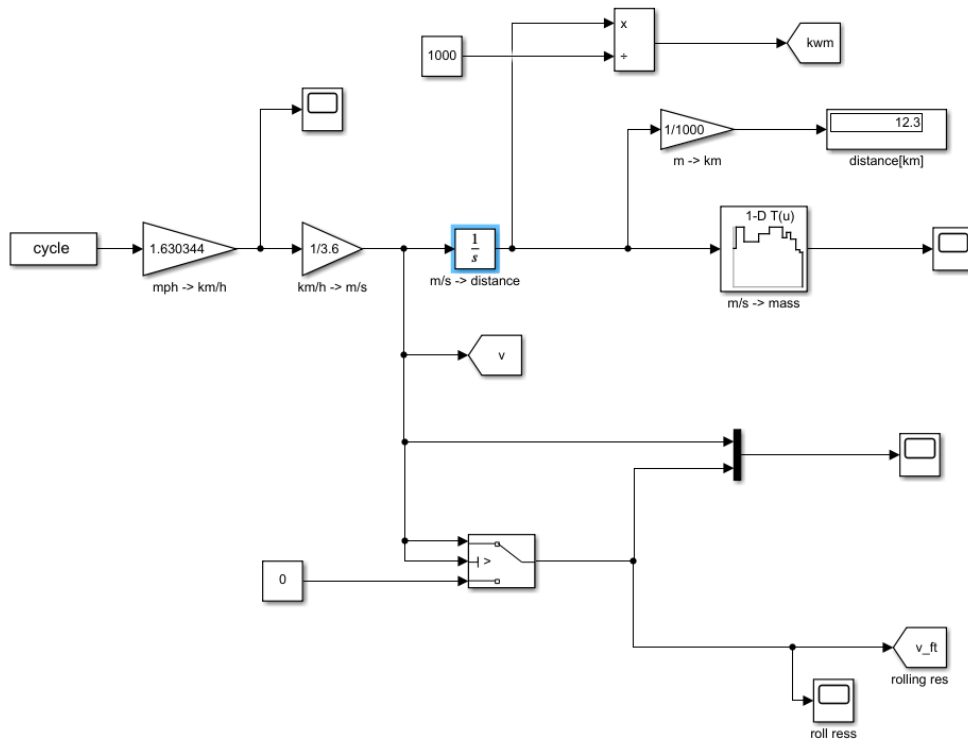 x
1000
÷
kwm
1/1000
m -> km
12.3
distance[km]
cycle
1.630344
mph -> km/h
1/3.6
km/h -> m/s
1
s
m/s -> distance
1-D T(u)
m/s -> mass
v
>
0
v_ft
rolling res
roll ress